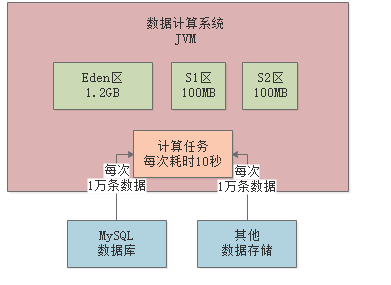 数据计算系统
JVM
Eden区
1.2GB
S1区
100MB
S2区
100MB
计算任务
每次耗时10秒
每次
1万条数据
每次
1万条数据
MySQL
数据库
其他
数据存储